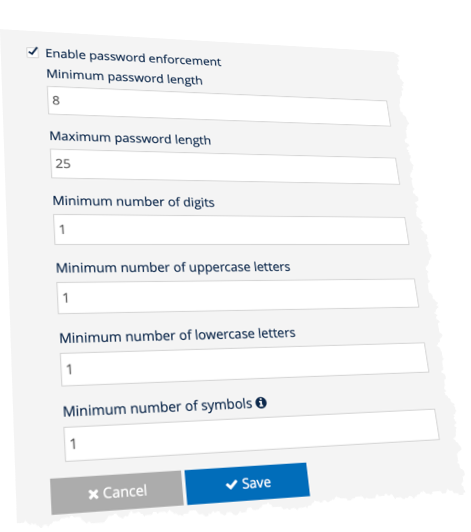 Enable password enforcement
Minimum password length
8
Maximum password length
25
Minimum number of digits
1
Minimum number of uppercase letters
1
Minimum number of lowercase letters
1
Minimum number of symbols
1
Cancel Save